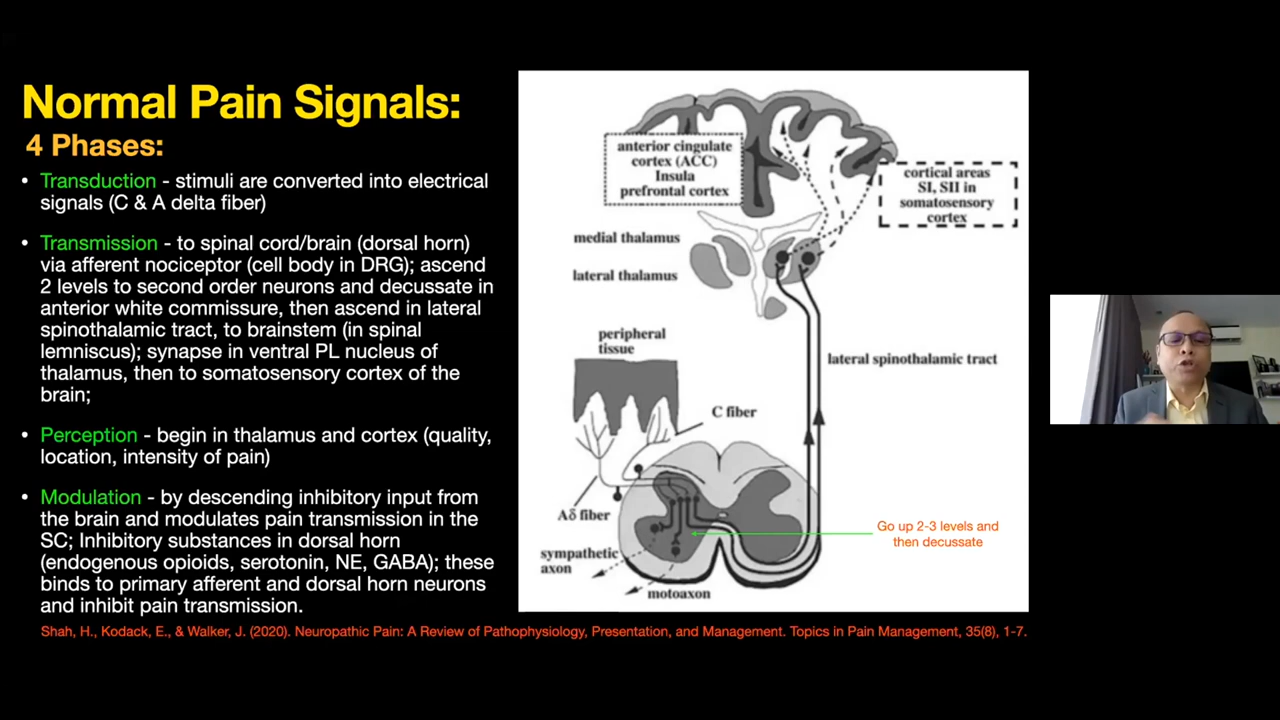 Normal Pain Signals:
4 Phases:
• Transduction - stimuli are converted into electrical
signals (C & A delta fiber)
• Transmission - to spinal cord/brain (dorsal horn)
via afferent nociceptor (cell body in DRG); ascend
2 levels to second order neurons and decussate in
anterior white commissure, then ascend in lateral
spinothalamic tract, to brainstem (in spinal
lemniscus); synapse in ventral PL nucleus of
thalamus, then to somatosensory cortex of the
brain;
• Perception - begin in thalamus and cortex (quality,
location, intensity of pain)
• Modulation - by descending inhibitory input from
the brain and modulates pain transmission in the
SC; Inhibitory substances in dorsal horn
(endogenous opioids, serotonin, NE, GABA); these
binds to primary afferent and dorsal horn neurons
and inhibit pain transmission.
anterior cingulate
cortex (ACC)
Insula
prefrontal cortex
cortical areas
SI, SII in
somatosensory
cortex
medial thalamus
lateral thalamus
peripheral
tissue
lateral spinothalamic tract
C fiber
Aδ fiber
Go up 2-3 levels and
then decussate
sympathetic
axon
motoaxon
Shah, H., Kodack, E., & Walker, J. (2020). Neuropathic Pain: A Review of Pathophysiology, Presentation, and Management. Topics in Pain Management, 35(8), 1-7.